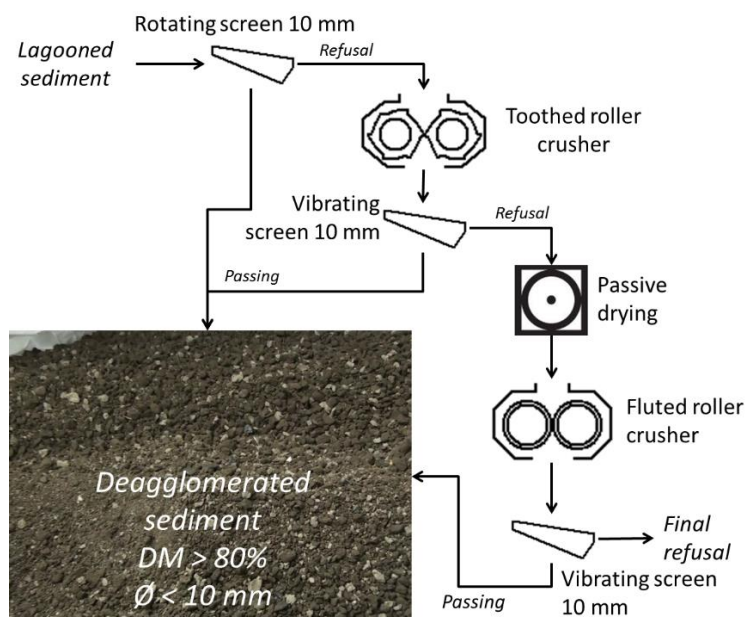 Rotating screen 10 mm
Lagooned
sediment
Refusal
Toothed roller
crusher
Vibrating
screen 10 mm
Refusal
Passing
Passive
drying
Fluted roller
crusher
Deagglomerated
sediment
DM > 80%
Ø < 10 mm
Final
refusal
Vibrating screen
10 mm
Passing